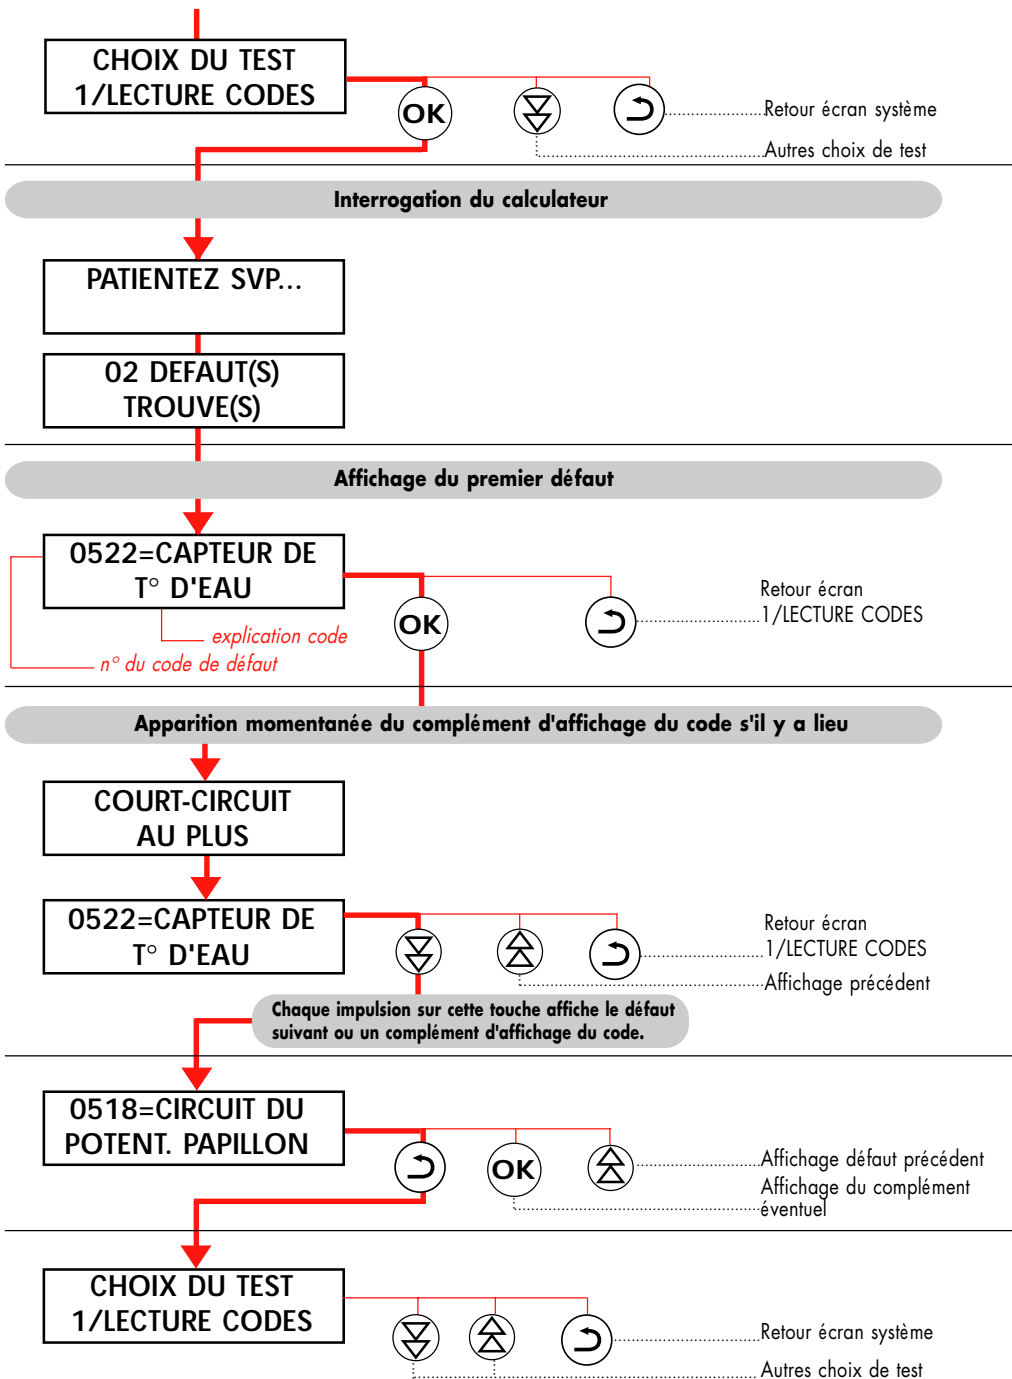 CHOIX DU TEST
1/LECTURE CODES
OK
Retour écran système
Autres choix de test
Interrogation du calculateur
PATIENTEZ SVP...
02 DEFAUT(S)
TROUVE(S)
Affichage du premier défaut
0522=CAPTEUR DE
T° D'EAU
OK
Retour écran
1/LECTURE CODES
explication code
n° du code de défaut
Apparition momentanée du complément d'affichage du code s'il y a lieu
COURT-CIRCUIT
AU PLUS
0522=CAPTEUR DE
T° D'EAU
Retour écran
1/LECTURE CODES
Affichage précédent
Chaque impulsion sur cette touche affiche le défaut
suivant ou un complément d'affichage du code.
0518=CIRCUIT DU
POTENT. PAPILLON
OK
Affichage défaut précédent
Affichage du complément
éventuel
CHOIX DU TEST
1/LECTURE CODES
Retour écran système
Autres choix de test